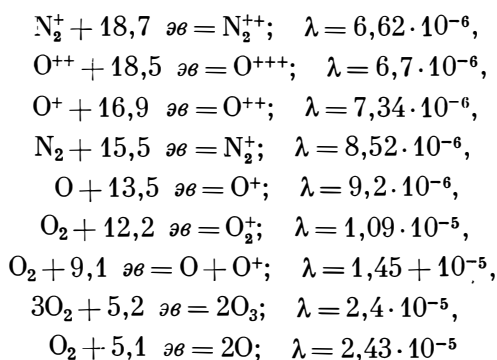 N₂⁺ + 18,7 эв = N₂⁺⁺; λ = 6,62·10⁻⁶,
O⁺⁺ + 18,5 эв = O⁺⁺⁺; λ = 6,7·10⁻⁶,
O⁺ + 16,9 эв = O⁺⁺; λ = 7,34·10⁻⁶,
N₂ + 15,5 эв = N₂⁺; λ = 8,52·10⁻⁶,
O + 13,5 эв = O⁺; λ = 9,2·10⁻⁶,
O₂ + 12,2 эв = O₂⁺; λ = 1,09·10⁻⁵,
O₂ + 9,1 эв = O + O⁺; λ = 1,45 + 10⁻⁵,
3O₂ + 5,2 эв = 2O₃; λ = 2,4·10⁻⁵,
O₂ + 5,1 эв = 2O; λ = 2,43·10⁻⁵